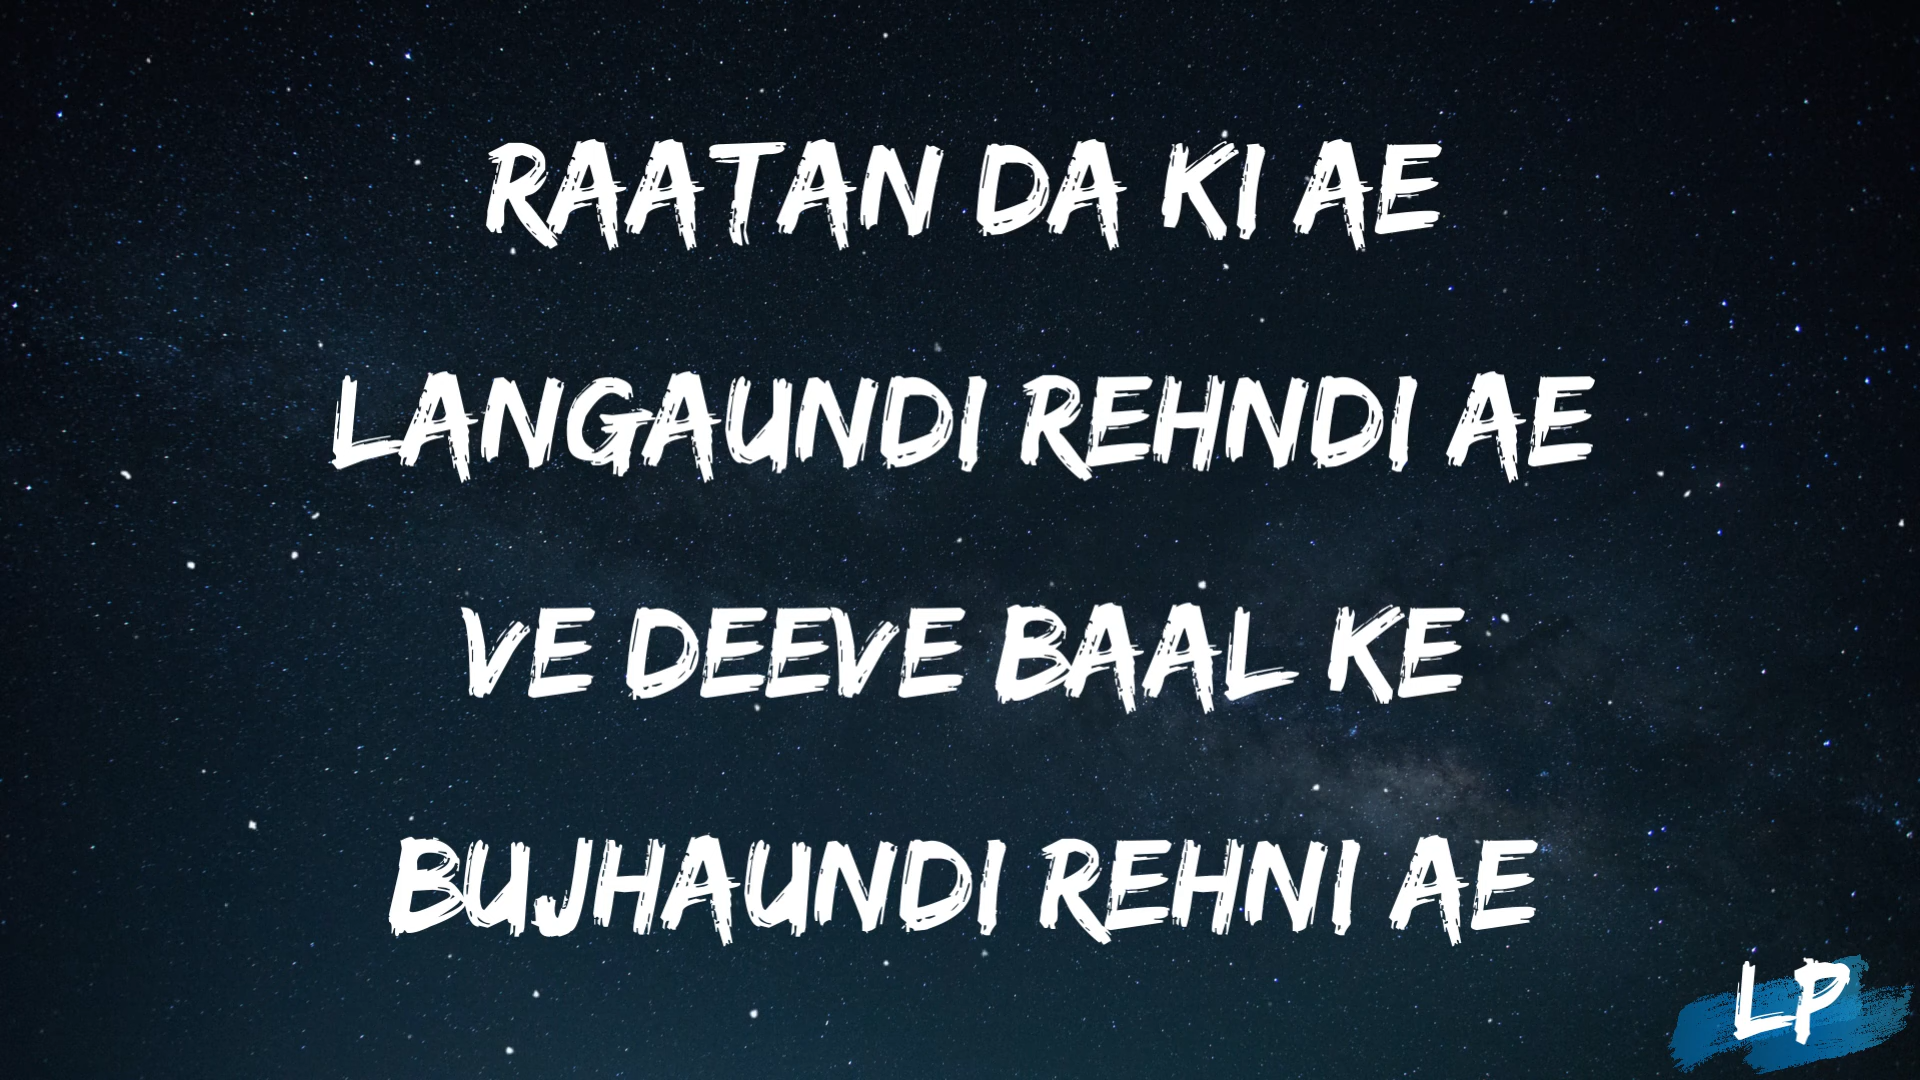 RAATAN DA KI AE
LANGAUNDI REHNDI AE
VE DEEVE BAAL KE
BUJHAUNDI REHNI AE
LP